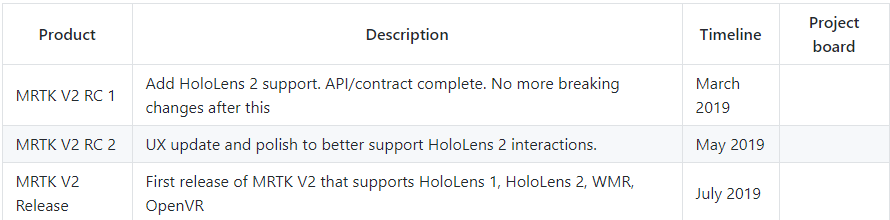 Product Description Timeline Project
board
MRTK V2 RC 1 Add HoloLens 2 support. API/contract complete. No more breaking March
changes after this 2019
MRTK V2 RC 2 UX update and polish to better support HoloLens 2 interactions. May 2019
MRTK V2 First release of MRTK V2 that supports HoloLens 1, HoloLens 2, WMR, July 2019
Release OpenVR